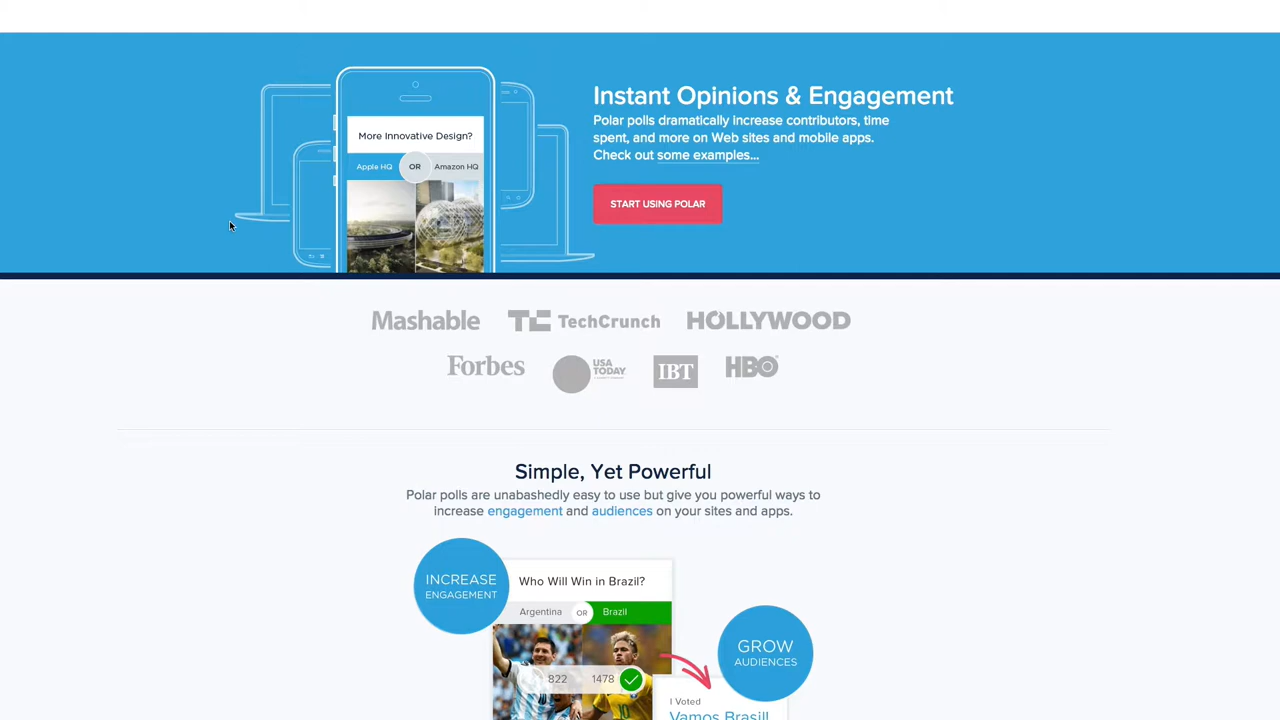 Instant Opinions & Engagement
Polar polls dramatically increase contributors, time
spent, and more on Web sites and mobile apps.
Check out some examples...
START USING POLAR
More Innovative Design?
Apple HQ OR Amazon HQ
Mashable TC TechCrunch HOLLYWOOD
Forbes USA TODAY IBT HBO
Simple, Yet Powerful
Polar polls are unabashedly easy to use but give you powerful ways to
increase engagement and audiences on your sites and apps.
INCREASE
ENGAGEMENT
Who Will Win in Brazil?
Argentina OR Brazil
822 1478
10
GROW
AUDIENCES
I Voted
Vamos Brasill